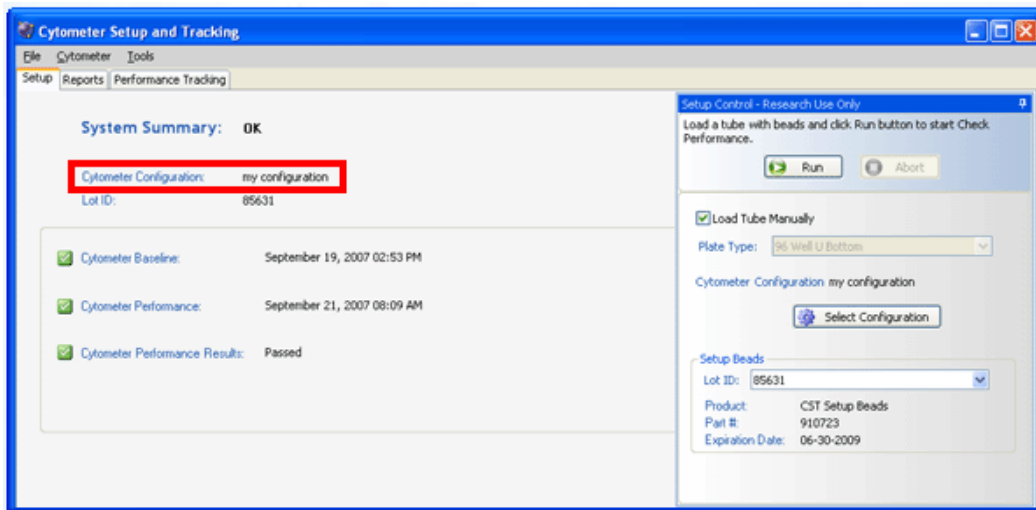 Cytometer Setup and Tracking
File Cytometer Tools
Setup Reports Performance Tracking
System Summary: OK
Cytometer Configuration: my configuration
Lot ID: 85631
Cytometer Baseline: September 19, 2007 02:53 PM
Cytometer Performance: September 21, 2007 08:09 AM
Cytometer Performance Results: Passed
Setup Control - Research Use Only
Load a tube with beads and click Run button to start Check
Performance.
Run Abort
Load Tube Manually
Plate Type: 96 Well U Bottom
Cytometer Configuration my configuration
Select Configuration
Setup Beads
Lot ID: 85631
Product: CST Setup Beads
Part #: 910723
Expiration Date: 06-30-2009